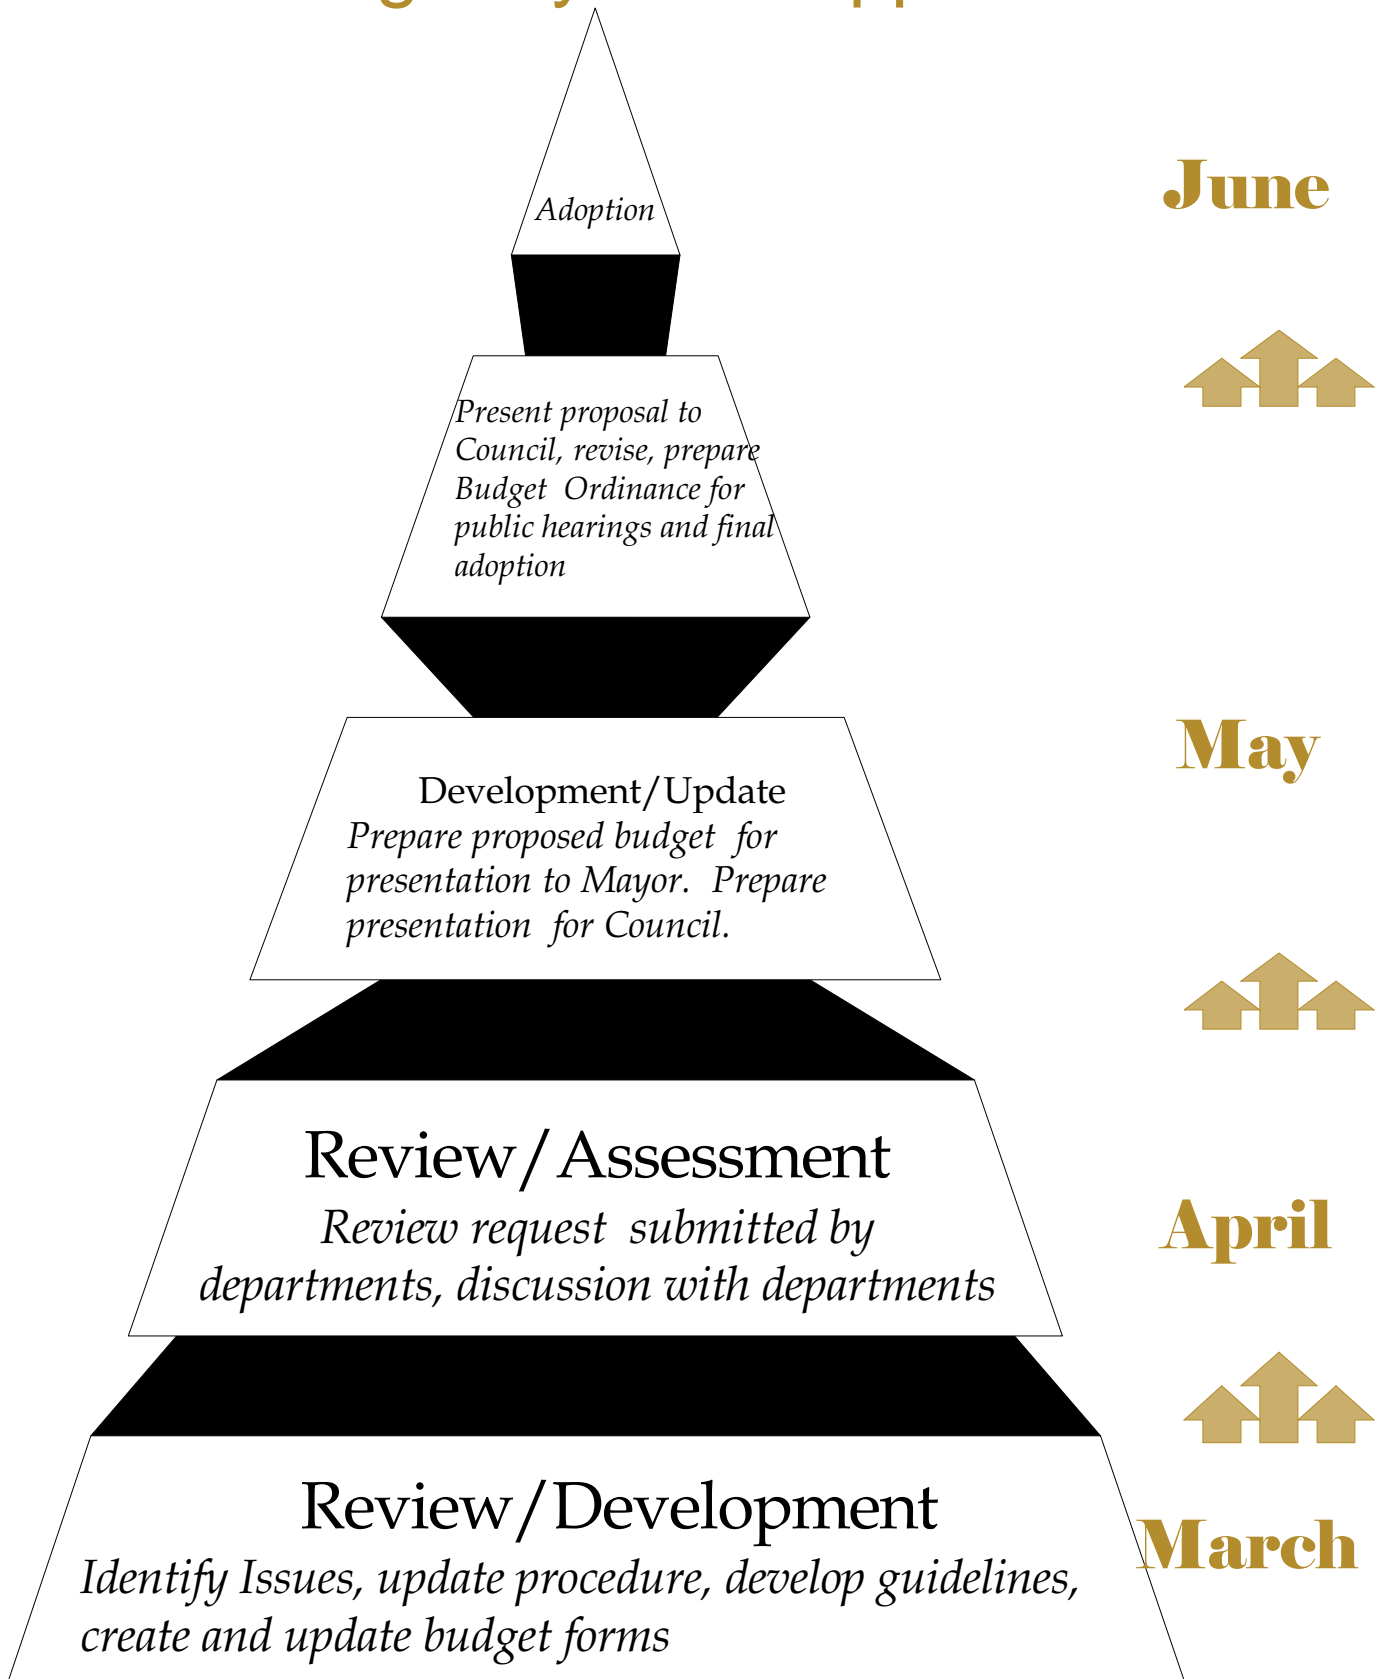 Adoption
June
Present proposal to
Council, revise, prepare
Budget Ordinance for
public hearings and final
adoption
May
Development/Update
Prepare proposed budget for
presentation to Mayor. Prepare
presentation for Council.
Review/Assessment
April
Review request submitted by
departments, discussion with departments
Review/Development
March
Identify Issues, update procedure, develop guidelines,
create and update budget forms